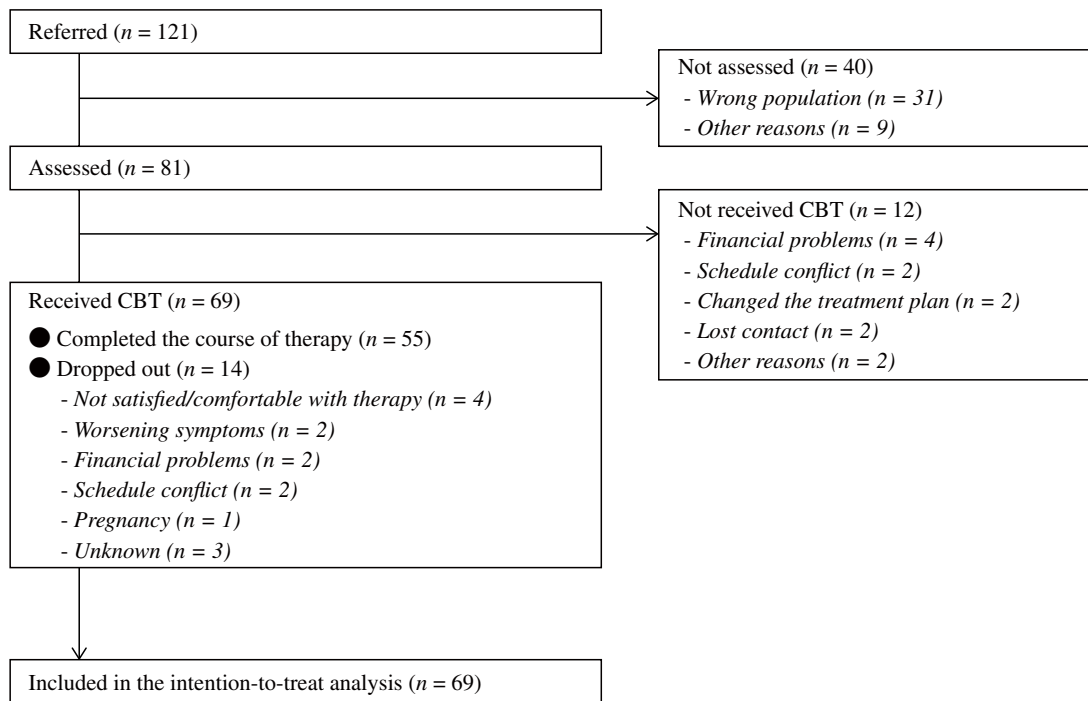 Referred (n = 121)
Not assessed (n = 40)
- Wrong population (n = 31)
- Other reasons (n = 9)
Assessed (n = 81)
Not received CBT (n = 12)
- Financial problems (n = 4)
- Schedule conflict (n = 2)
- Changed the treatment plan (n = 2)
- Lost contact (n = 2)
- Other reasons (n = 2)
Received CBT (n = 69)
● Completed the course of therapy (n = 55)
● Dropped out (n = 14)
- Not satisfied/comfortable with therapy (n = 4)
- Worsening symptoms (n = 2)
- Financial problems (n = 2)
- Schedule conflict (n = 2)
- Pregnancy (n = 1)
- Unknown (n = 3)
Included in the intention-to-treat analysis (n = 69)